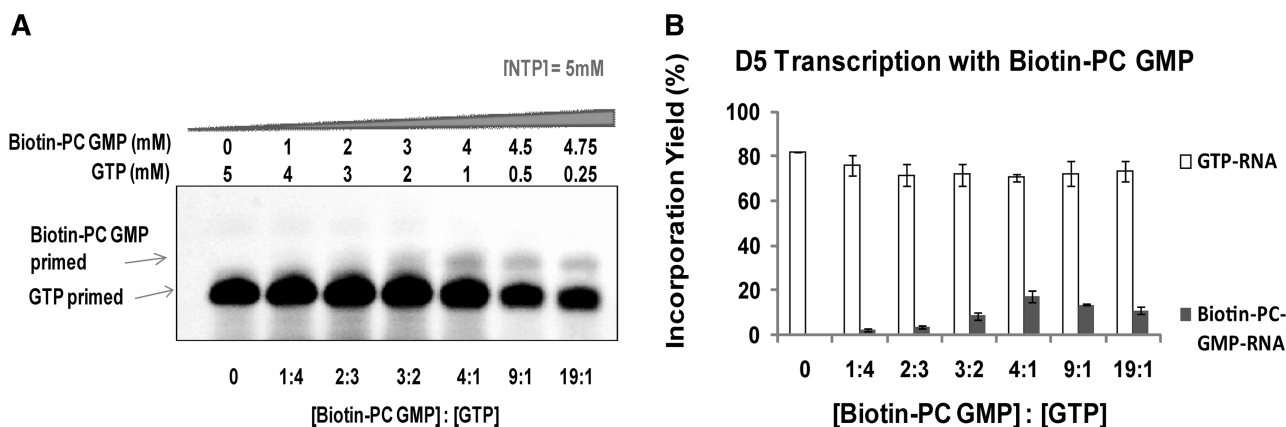 A
[NTP] = 5mM
Biotin-PC GMP (mM) 0 1 2 3 4 4.5 4.75
GTP (mM) 5 4 3 2 1 0.5 0.25
Biotin-PC GMP
primed
GTP primed
0 1:4 2:3 3:2 4:1 9:1 19:1
[Biotin-PC GMP] : [GTP]
B
D5 Transcription with Biotin-PC GMP
Incorporation Yield (%)
100
80
60
40
20
0
0 1:4 2:3 3:2 4:1 9:1 19:1
[Biotin-PC GMP] : [GTP]
GTP-RNA
Biotin-PC-
GMP-RNA